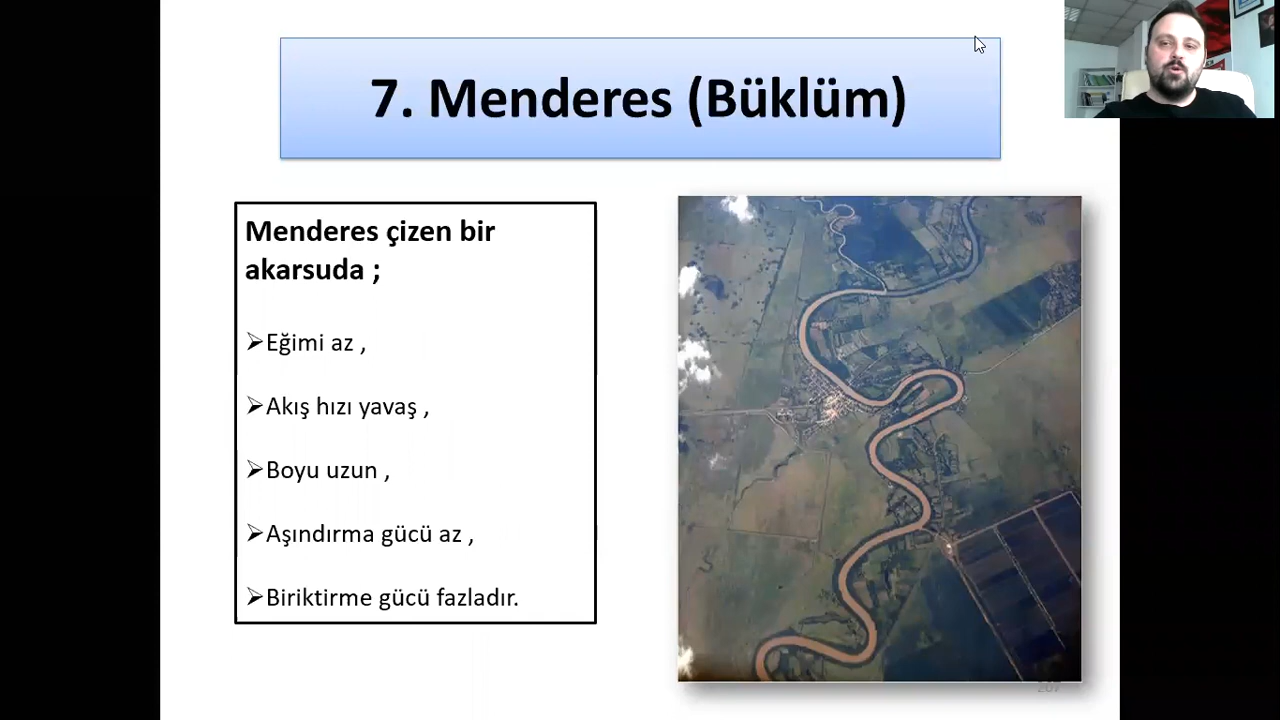 7. Menderes (Büklüm)
Menderes çizen bir
akarsuda ;
➢Eğimi az ,
➢Akış hızı yavaş ,
➢Boyu uzun ,
➢Aşındırma gücü az ,
➢Biriktirme gücü fazladır.